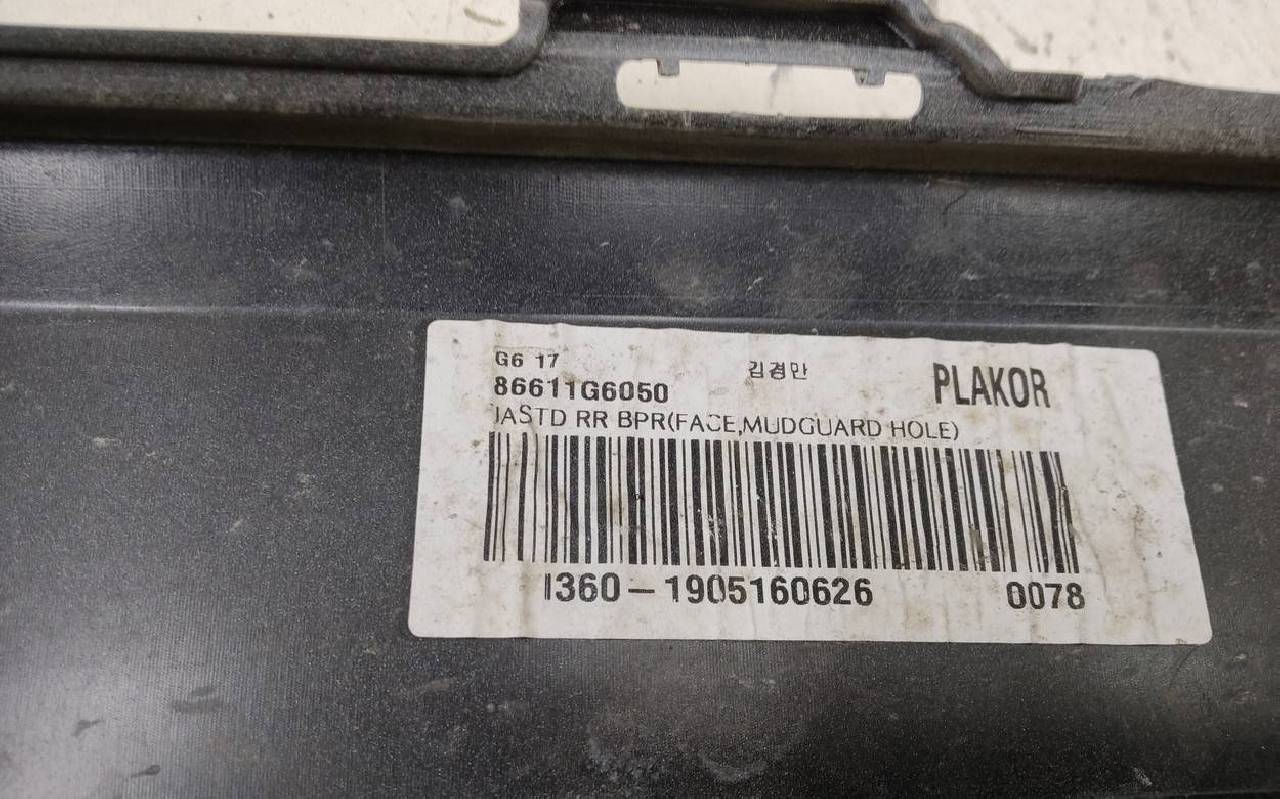 G6 17 김경만 PLAKOR
86611G6050
IASTD RR BPR(FACE,MUDGUARD HOLE)
I360-1905160626 0078